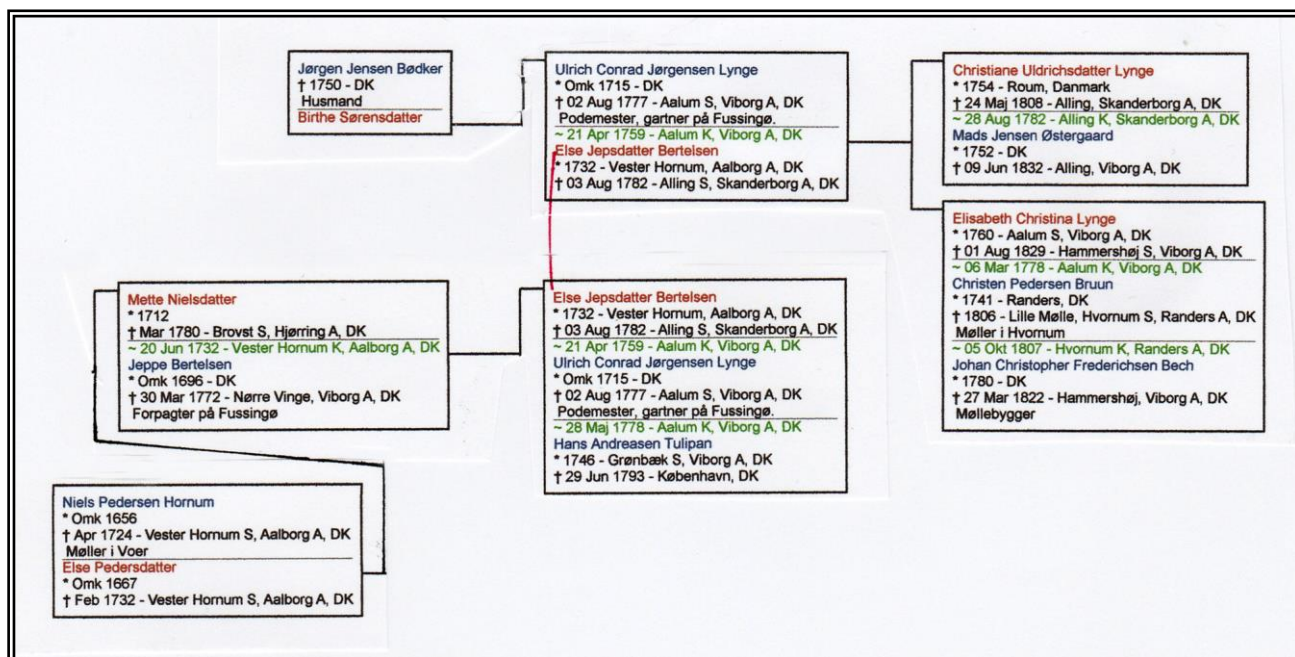 Jørgen Jensen Bødker
† 1750 - DK
Husmand
Birthe Sørensdatter
Ulrich Conrad Jørgensen Lynge
* Omk 1715 - DK
† 02 Aug 1777 - Aalum S, Viborg A, DK
Podemester, gartner på Fussingø.
~ 21 Apr 1759 - Aalum K, Viborg A, DK
Else Jepsdatter Bertelsen
* 1732 - Vester Hornum, Aalborg A, DK
† 03 Aug 1782 - Alling S, Skanderborg A, DK
Christiane Uldrichsdatter Lynge
* 1754 - Roum, Danmark
† 24 Maj 1808 - Alling, Skanderborg A, DK
~ 28 Aug 1782 - Alling K, Skanderborg A, DK
Mads Jensen Østergaard
* 1752 - DK
† 09 Jun 1832 - Alling, Viborg A, DK
Elisabeth Christina Lynge
* 1760 - Aalum S, Viborg A, DK
† 01 Aug 1829 - Hammershøj S, Viborg A, DK
~ 06 Mar 1778 - Aalum K, Viborg A, DK
Christen Pedersen Bruun
* 1741 - Randers, DK
† 1806 - Lille Mølle, Hvornum S, Randers A, DK
Møller i Hvornum
~ 05 Okt 1807 - Hvornum K, Randers A, DK
Johan Christopher Frederichsen Bech
* 1780 - DK
† 27 Mar 1822 - Hammershøj, Viborg A, DK
Møllebygger
Mette Nielsdatter
* 1712
† Mar 1780 - Brovst S, Hjørring A, DK
~ 20 Jun 1732 - Vester Hornum K, Aalborg A, DK
Jeppe Bertelsen
* Omk 1696 - DK
† 30 Mar 1772 - Nørre Vinge, Viborg A, DK
Forpagter på Fussingø
Else Jepsdatter Bertelsen
* 1732 - Vester Hornum, Aalborg A, DK
† 03 Aug 1782 - Alling S, Skanderborg A, DK
~ 21 Apr 1759 - Aalum K, Viborg A, DK
Ulrich Conrad Jørgensen Lynge
* Omk 1715 - DK
† 02 Aug 1777 - Aalum S, Viborg A, DK
Podemester, gartner på Fussingø.
~ 28 Maj 1778 - Aalum K, Viborg A, DK
Hans Andreasen Tulipan
* 1746 - Grønbæk S, Viborg A, DK
† 29 Jun 1793 - København, DK
Niels Pedersen Hornum
* Omk 1656
† Apr 1724 - Vester Hornum S, Aalborg A, DK
Møller i Voer
Else Pedersdatter
* Omk 1667
† Feb 1732 - Vester Hornum S, Aalborg A, DK